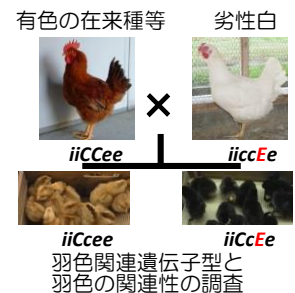 有色の在来種等 劣性白
×
iiCCee iiccEe
iiCcee iiCcEe
羽色関連遺伝子型と
羽色の関連性の調査